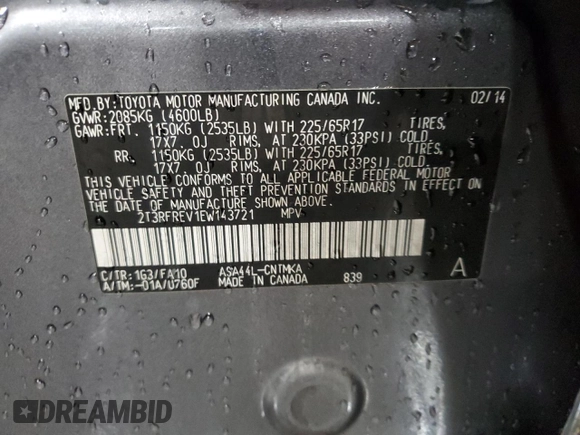 MFD.BY:TOYOTA MOTOR MANUFACTURING CANADA INC. 02/14
GVWR:2085KG (4600LB)
GAWR:FRT. 1150KG (2535LB) WITH 225/65R17 TIRES,
17X7.0J RIMS, AT 230KPA (33PSI) COLD.
RR. 1150KG (2535LB) WITH 225/65R17 TIRES,
17X7.0J RIMS, AT 230KPA (33PSI) COLD.
THIS VEHICLE CONFORMS TO ALL APPLICABLE FEDERAL MOTOR
VEHICLE SAFETY AND THEFT PREVENTION STANDARDS IN EFFECT ON
THE DATE OF MANUFACTURE SHOWN ABOVE.
2T3RFREV1EW143721 MPV
C/TR:1G3/FA10 ASA44L-CNTMKA
A/TM:-01A/U760F MADE IN CANADA 839 A
DREAMBID